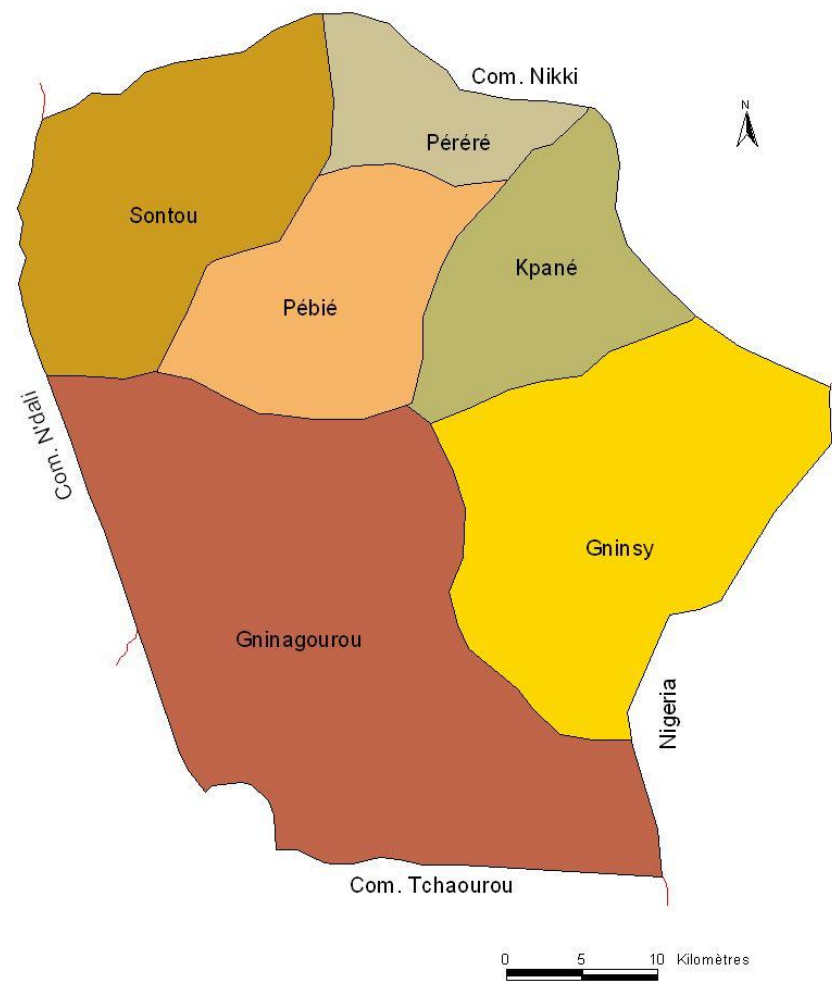 Com. Nikki
N
Péréré
Sontou
Kpané
Pébié
Com. N'dali
Gninsy
Gninagourou
Nigeria
Com. Tchaourou
0 5 10 Kilomètres